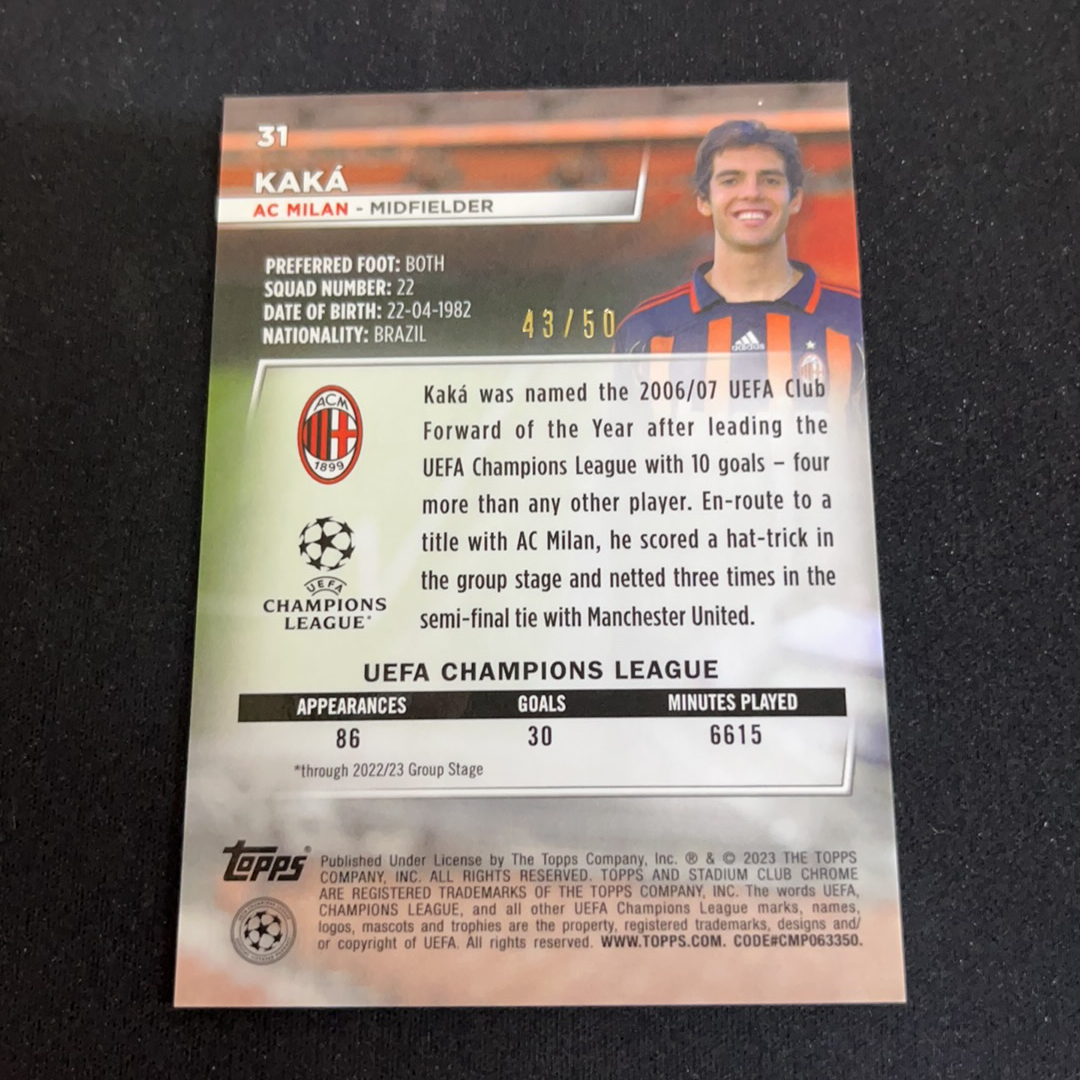 31
KAKÁ
AC MILAN - MIDFIELDER
PREFERRED FOOT: BOTH
SQUAD NUMBER: 22
DATE OF BIRTH: 22-04-1982
NATIONALITY: BRAZIL
43/50
adidas
ACM
1899
Kaká was named the 2006/07 UEFA Club
Forward of the Year after leading the
UEFA Champions League with 10 goals – four
more than any other player. En-route to a
title with AC Milan, he scored a hat-trick in
the group stage and netted three times in the
semi-final tie with Manchester United.
UEFA
CHAMPIONS
LEAGUE®
UEFA CHAMPIONS LEAGUE
APPEARANCES GOALS MINUTES PLAYED
86 30 6615
*through 2022/23 Group Stage
topps®
Published Under License by The Topps Company, Inc. ® & © 2023 THE TOPPS
COMPANY, INC. ALL RIGHTS RESERVED. TOPPS AND STADIUM CLUB CHROME
ARE REGISTERED TRADEMARKS OF THE TOPPS COMPANY, INC. The words UEFA,
CHAMPIONS LEAGUE, and all other UEFA Champions League marks, names,
logos, mascots and trophies are the property, registered trademarks, designs and/
or copyright of UEFA. All rights reserved. WWW.TOPPS.COM. CODE#CMP063350.